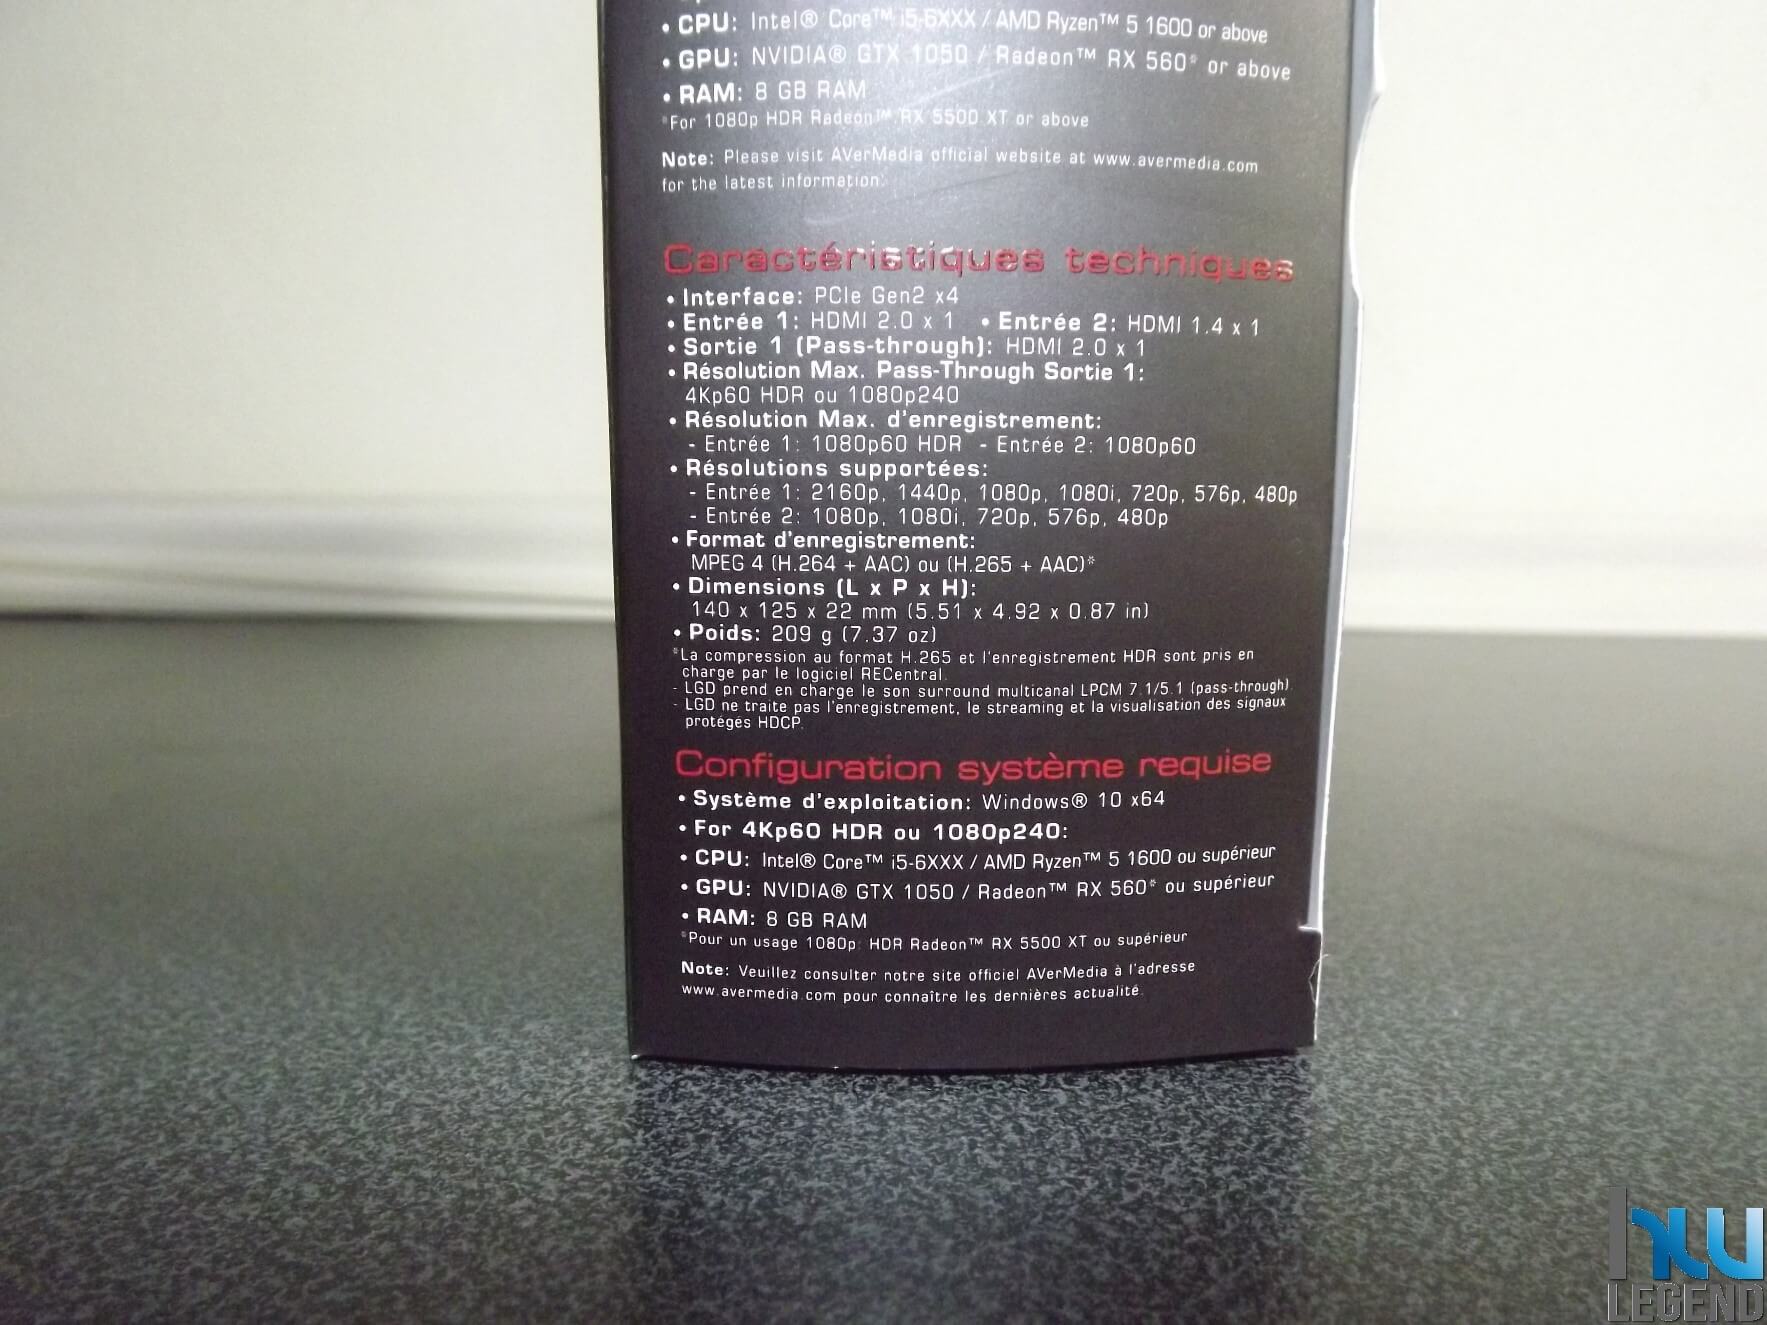 • CPU: Intel® Core™ i5-6XXX / AMD Ryzen™ 5 1600 or above
• GPU: NVIDIA® GTX 1050 / Radeon™ RX 560* or above
• RAM: 8 GB RAM
*For 1080p HDR Radeon™ RX 5500 XT or above
Note: Please visit AVerMedia official website at www.avermedia.com
for the latest information.
Caractéristiques techniques
• Interface: PCIe Gen2 x4
• Entrée 1: HDMI 2.0 x 1 • Entrée 2: HDMI 1.4 x 1
• Sortie 1 (Pass-through): HDMI 2.0 x 1
• Résolution Max. Pass-Through Sortie 1:
4Kp60 HDR ou 1080p240
• Résolution Max. d'enregistrement:
- Entrée 1: 1080p60 HDR - Entrée 2: 1080p60
• Résolutions supportées:
- Entrée 1: 2160p, 1440p, 1080p, 1080i, 720p, 576p, 480p
- Entrée 2: 1080p, 1080i, 720p, 576p, 480p
• Format d'enregistrement:
MPEG 4 (H.264 + AAC) ou (H.265 + AAC)*
• Dimensions (L x P x H):
140 x 125 x 22 mm (5.51 x 4.92 x 0.87 in)
• Poids: 209 g (7.37 oz)
*La compression au format H.265 et l'enregistrement HDR sont pris en
charge par le logiciel RECentral.
- LGD prend en charge le son surround multicanal LPCM 7.1/5.1 (pass-through).
- LGD ne traite pas l'enregistrement, le streaming et la visualisation des signaux
protégés HDCP.
Configuration système requise
• Système d'exploitation: Windows® 10 x64
• For 4Kp60 HDR ou 1080p240:
• CPU: Intel® Core™ i5-6XXX / AMD Ryzen™ 5 1600 ou supérieur
• GPU: NVIDIA® GTX 1050 / Radeon™ RX 560* ou supérieur
• RAM: 8 GB RAM
*Pour un usage 1080p HDR Radeon™ RX 5500 XT ou supérieur
Note: Veuillez consulter notre site officiel AVerMedia à l'adresse
www.avermedia.com pour connaître les dernières actualité.
LEGEND